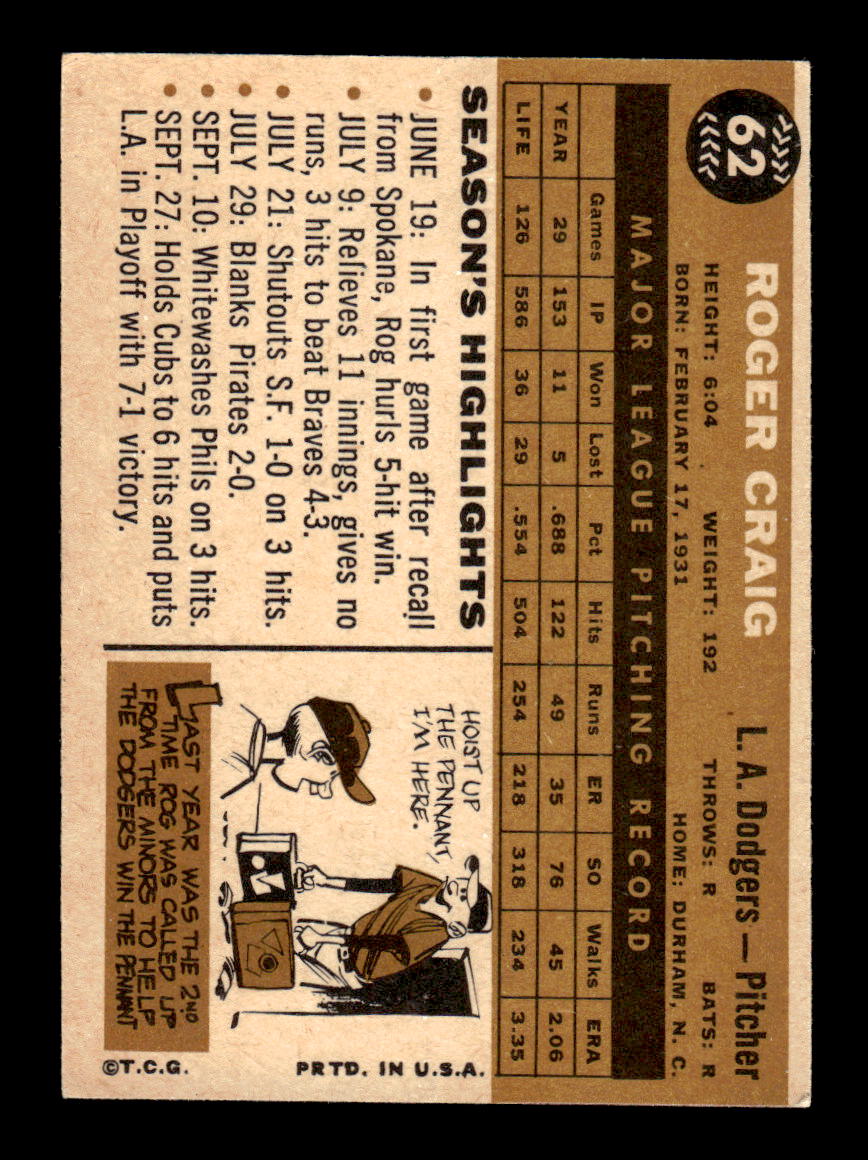 62
ROGER CRAIG
L. A. Dodgers — Pitcher
HEIGHT: 6:04 WEIGHT: 192 THROWS: R BATS: R
BORN: FEBRUARY 17, 1931 HOME: DURHAM, N. C.
MAJOR LEAGUE PITCHING RECORD
Games IP Won Lost Pct Hits Runs ER SO Walks ERA
YEAR 29 153 11 5 .688 122 49 35 76 45 2.06
LIFE 126 586 36 29 .554 504 254 218 318 234 3.35
SEASON'S HIGHLIGHTS
• JUNE 19: In first game after recall
from Spokane, Rog hurls 5-hit win.
• JULY 9: Relieves 11 innings, gives no
runs, 3 hits to beat Braves 4-3.
• JULY 21: Shutouts S.F. 1-0 on 3 hits.
• JULY 29: Blanks Pirates 2-0.
• SEPT. 10: Whitewashes Phils on 3 hits.
• SEPT. 27: Holds Cubs to 6 hits and puts
L.A. in Playoff with 7-1 victory.
HOIST UP
THE PENNANT,
I'M HERE.
LAST YEAR WAS THE 2ND
TIME ROG WAS CALLED UP
FROM THE MINORS TO HELP
THE DODGERS WIN THE PENNANT
©T.C.G.
PRTD. IN U.S.A.